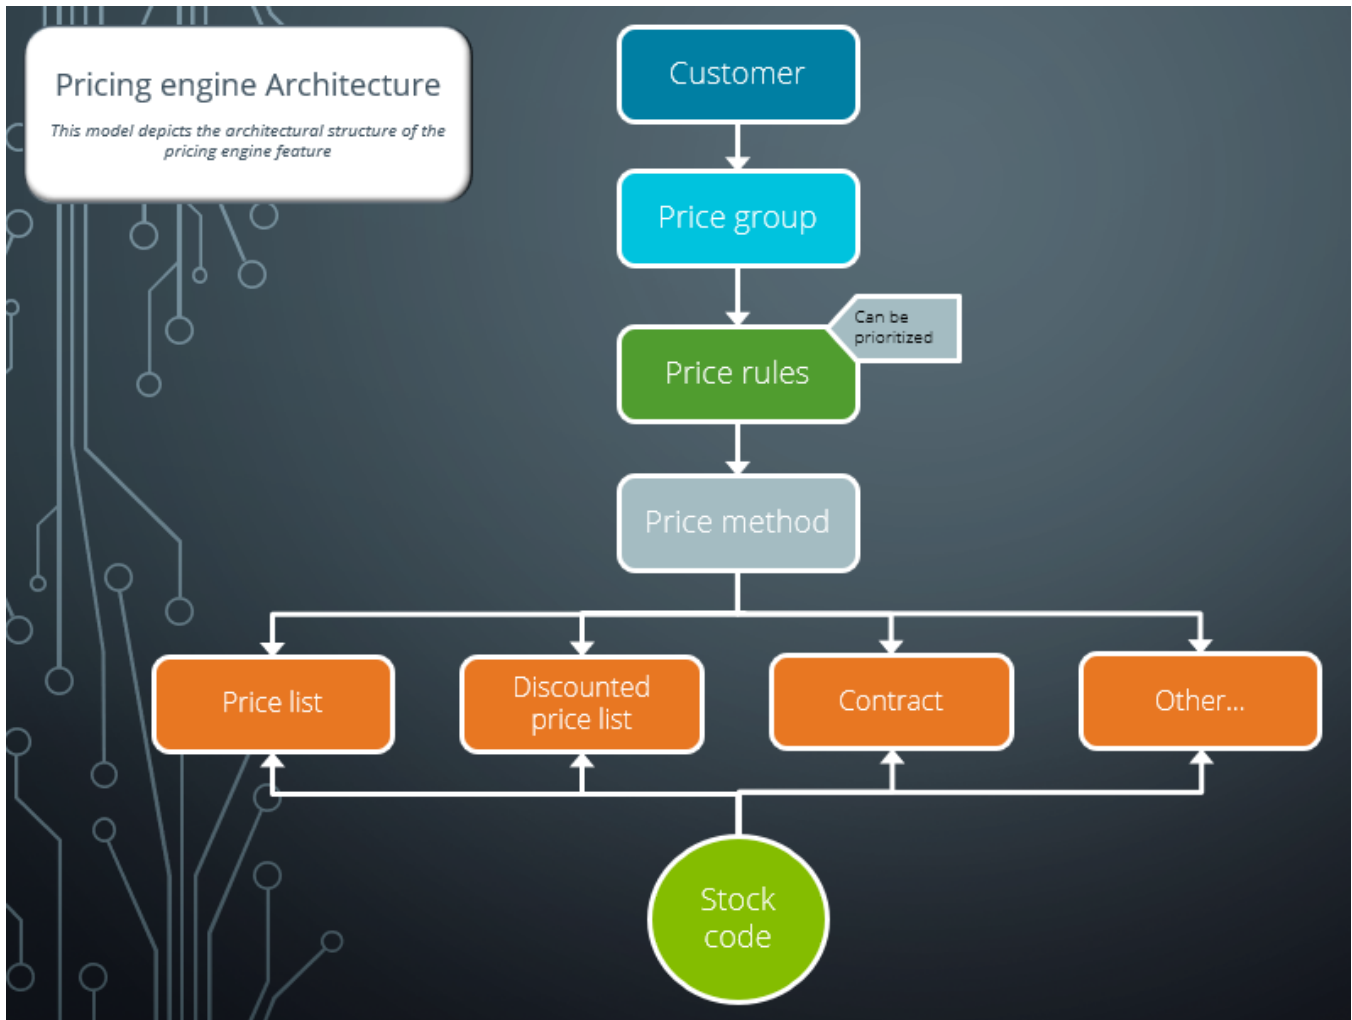 Pricing engine Architecture
This model depicts the architectural structure of the
pricing engine feature
Customer
Price group
Can be
prioritized
Price rules
Price method
Price list
Discounted
price list
Contract
Other...
Stock
code